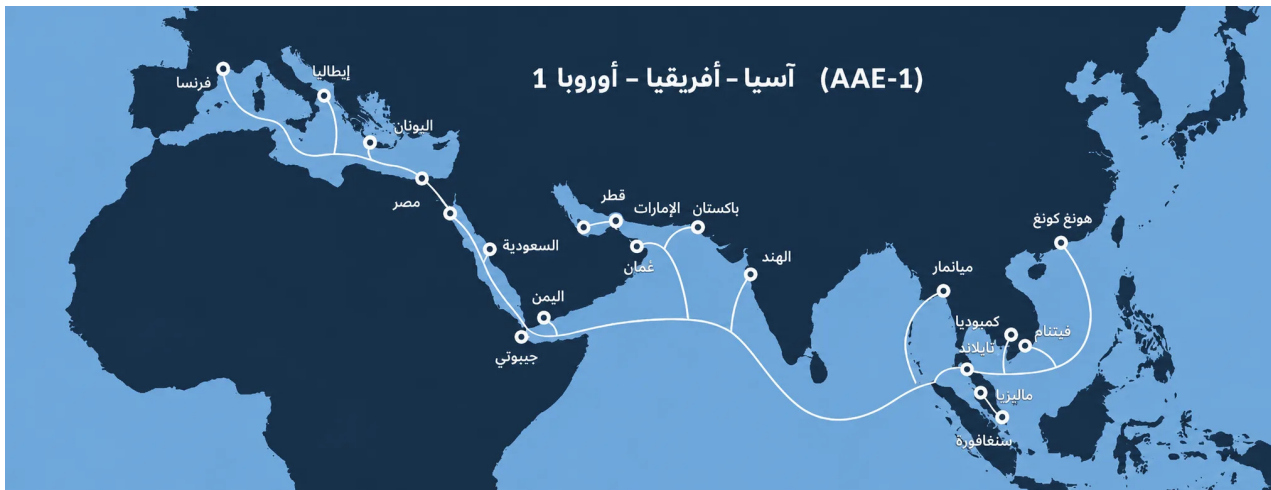 آسيا – أفريقيا – أوروبا 1 (AAE-1)
فرنسا
إيطاليا
اليونان
مصر
السعودية
اليمن
جيبوتي
قطر
الإمارات
باكستان
عُمان
الهند
هونغ كونغ
ميانمار
كمبوديا
فيتنام
تايلاند
ماليزيا
سنغافورة